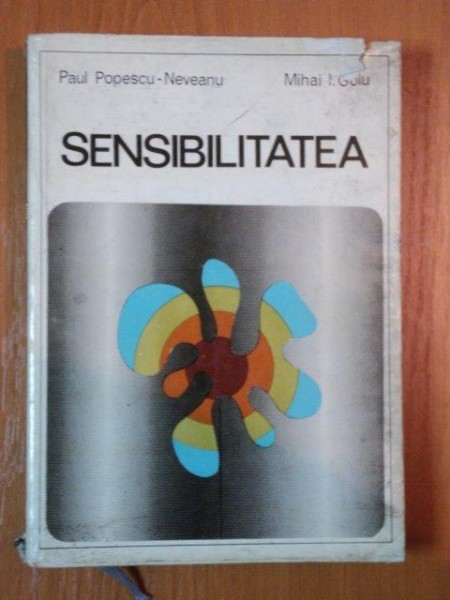 Paul Popescu-Neveanu Mihai I. Golu
SENSIBILITATEA